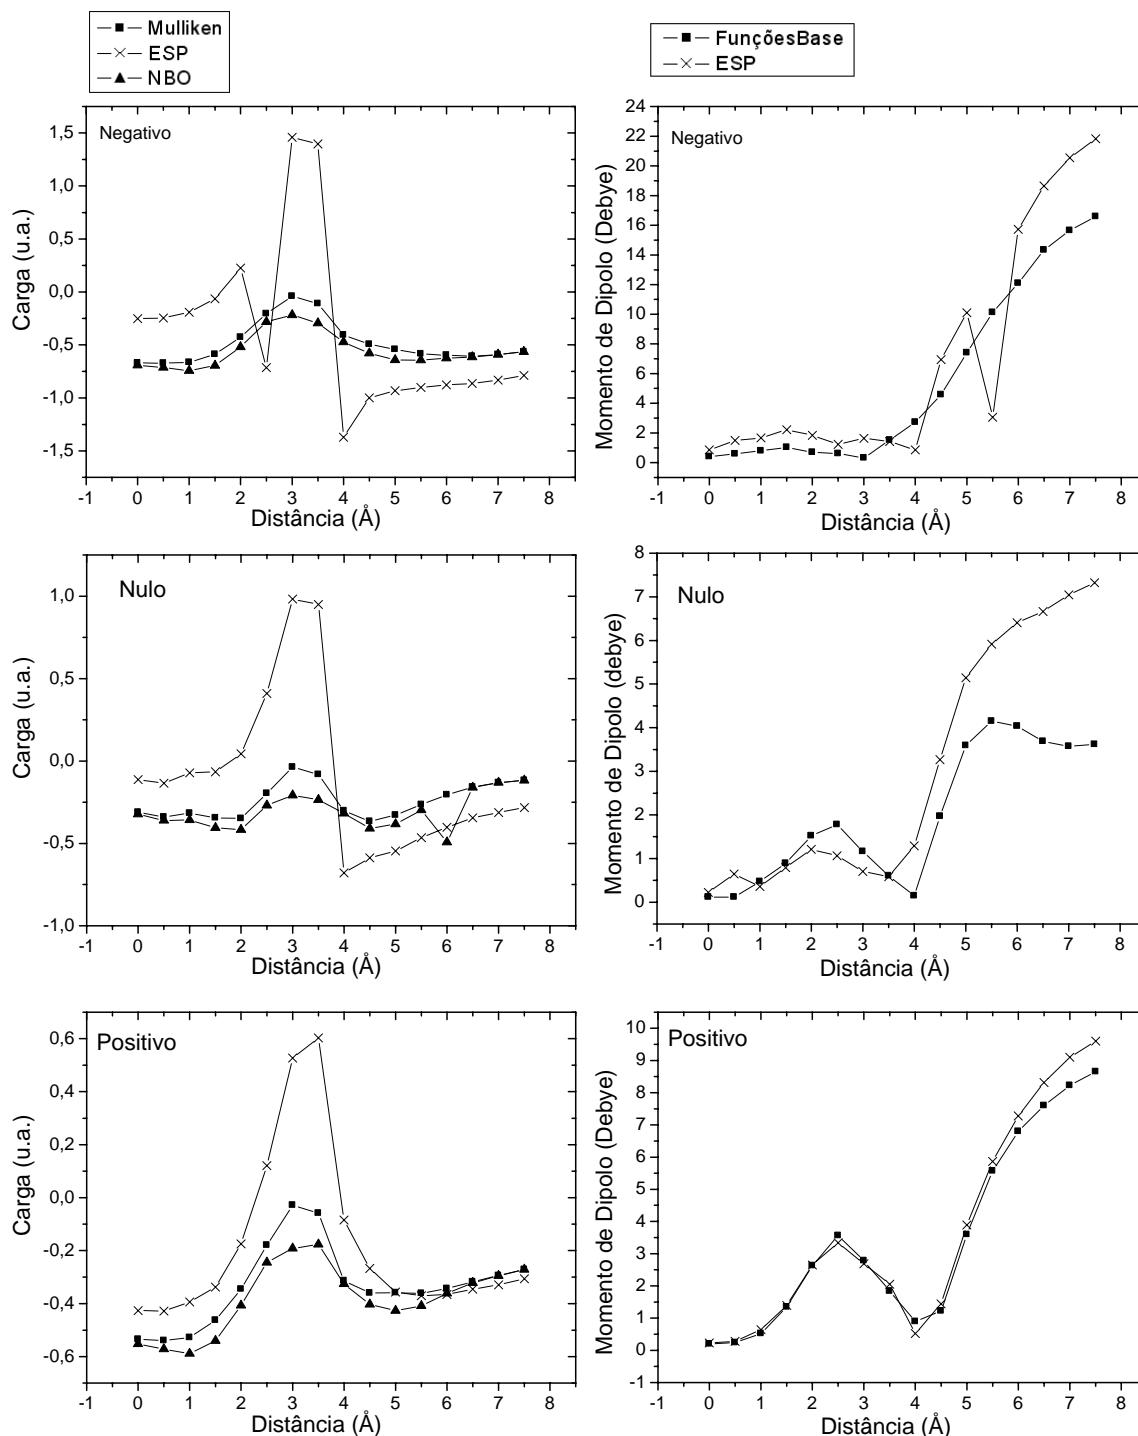 Mulliken
ESP
NBO
FunçõesBase
ESP
Negativo
1,5
1,0
0,5
0,0
-0,5
-1,0
-1,5
Carga (u.a.)
-1 0 1 2 3 4 5 6 7 8
Distância (Å)
Negativo
24
22
20
18
16
14
12
10
8
6
4
2
0
Momento de Dipolo (Debye)
-1 0 1 2 3 4 5 6 7 8
Distância (Å)
Nulo
1,0
0,5
0,0
-0,5
-1,0
Carga (u.a.)
-1 0 1 2 3 4 5 6 7 8
Distância (Å)
Nulo
8
7
6
5
4
3
2
1
0
Momento de Dipolo (debye)
-1 0 1 2 3 4 5 6 7 8
Distância (Å)
Positivo
0,6
0,4
0,2
0,0
-0,2
-0,4
-0,6
Carga (u.a.)
-1 0 1 2 3 4 5 6 7 8
Distância (Å)
Positivo
10
9
8
7
6
5
4
3
2
1
0
-1
Momento de Dipolo (Debye)
-1 0 1 2 3 4 5 6 7 8
Distância (Å)